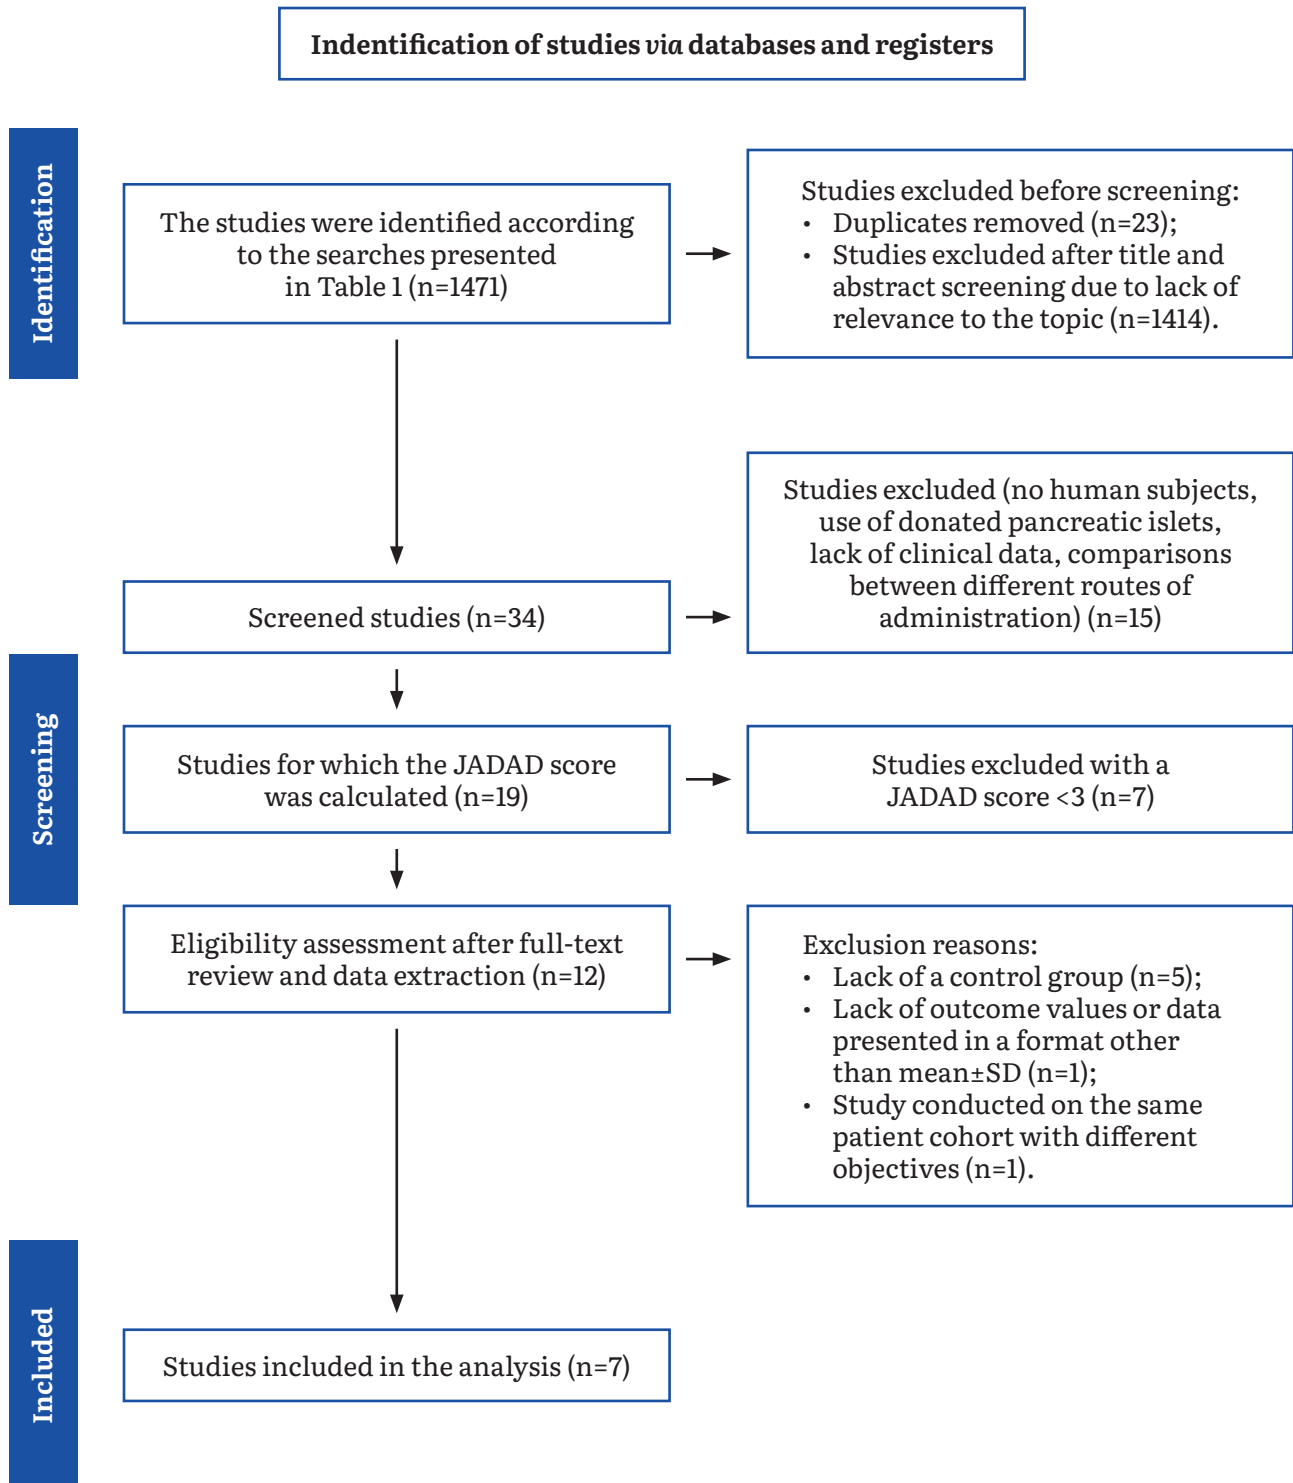 Indentification of studies via databases and registers
Identification
The studies were identified according
to the searches presented
in Table 1 (n=1471)
Studies excluded before screening:
• Duplicates removed (n=23);
• Studies excluded after title and
abstract screening due to lack of
relevance to the topic (n=1414).
Screened studies (n=34)
Studies excluded (no human subjects,
use of donated pancreatic islets,
lack of clinical data, comparisons
between different routes of
administration) (n=15)
Screening
Studies for which the JADAD score
was calculated (n=19)
Studies excluded with a
JADAD score <3 (n=7)
Eligibility assessment after full-text
review and data extraction (n=12)
Exclusion reasons:
• Lack of a control group (n=5);
• Lack of outcome values or data
presented in a format other
than mean±SD (n=1);
• Study conducted on the same
patient cohort with different
objectives (n=1).
Included
Studies included in the analysis (n=7)